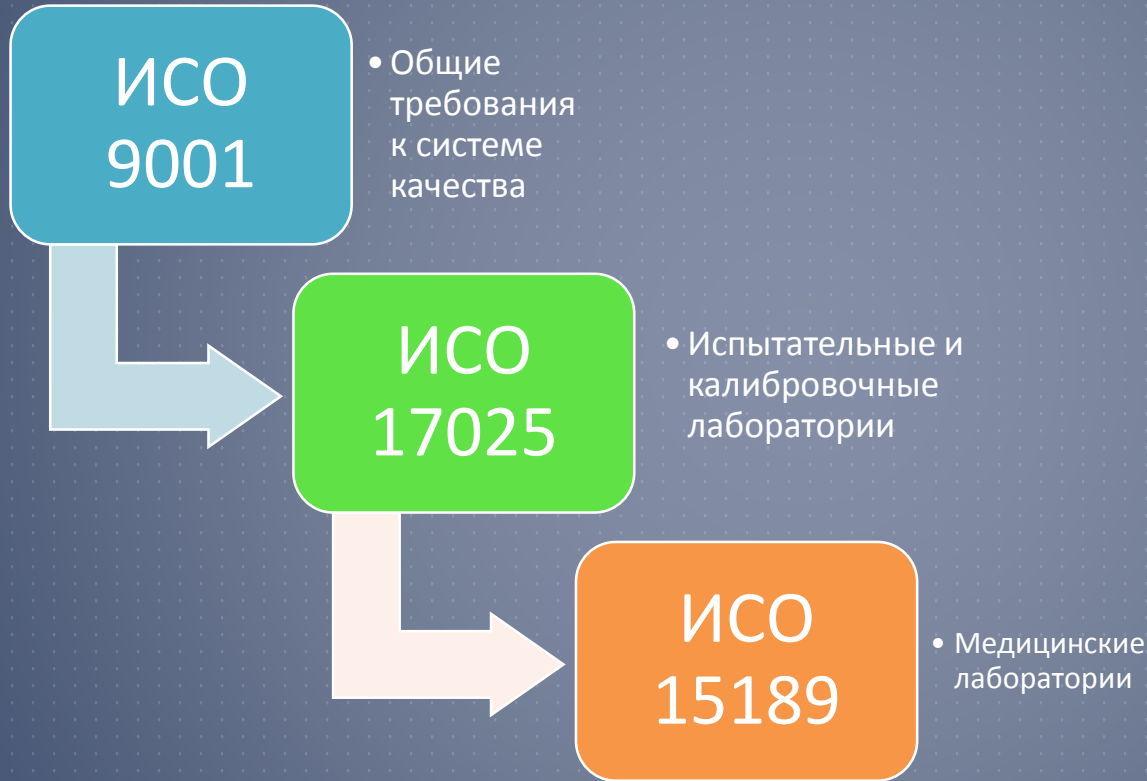 ИСО
9001
• Общие
требования
к системе
качества
ИСО
17025
• Испытательные и
калибровочные
лаборатории
ИСО
15189
• Медицинские
лаборатории